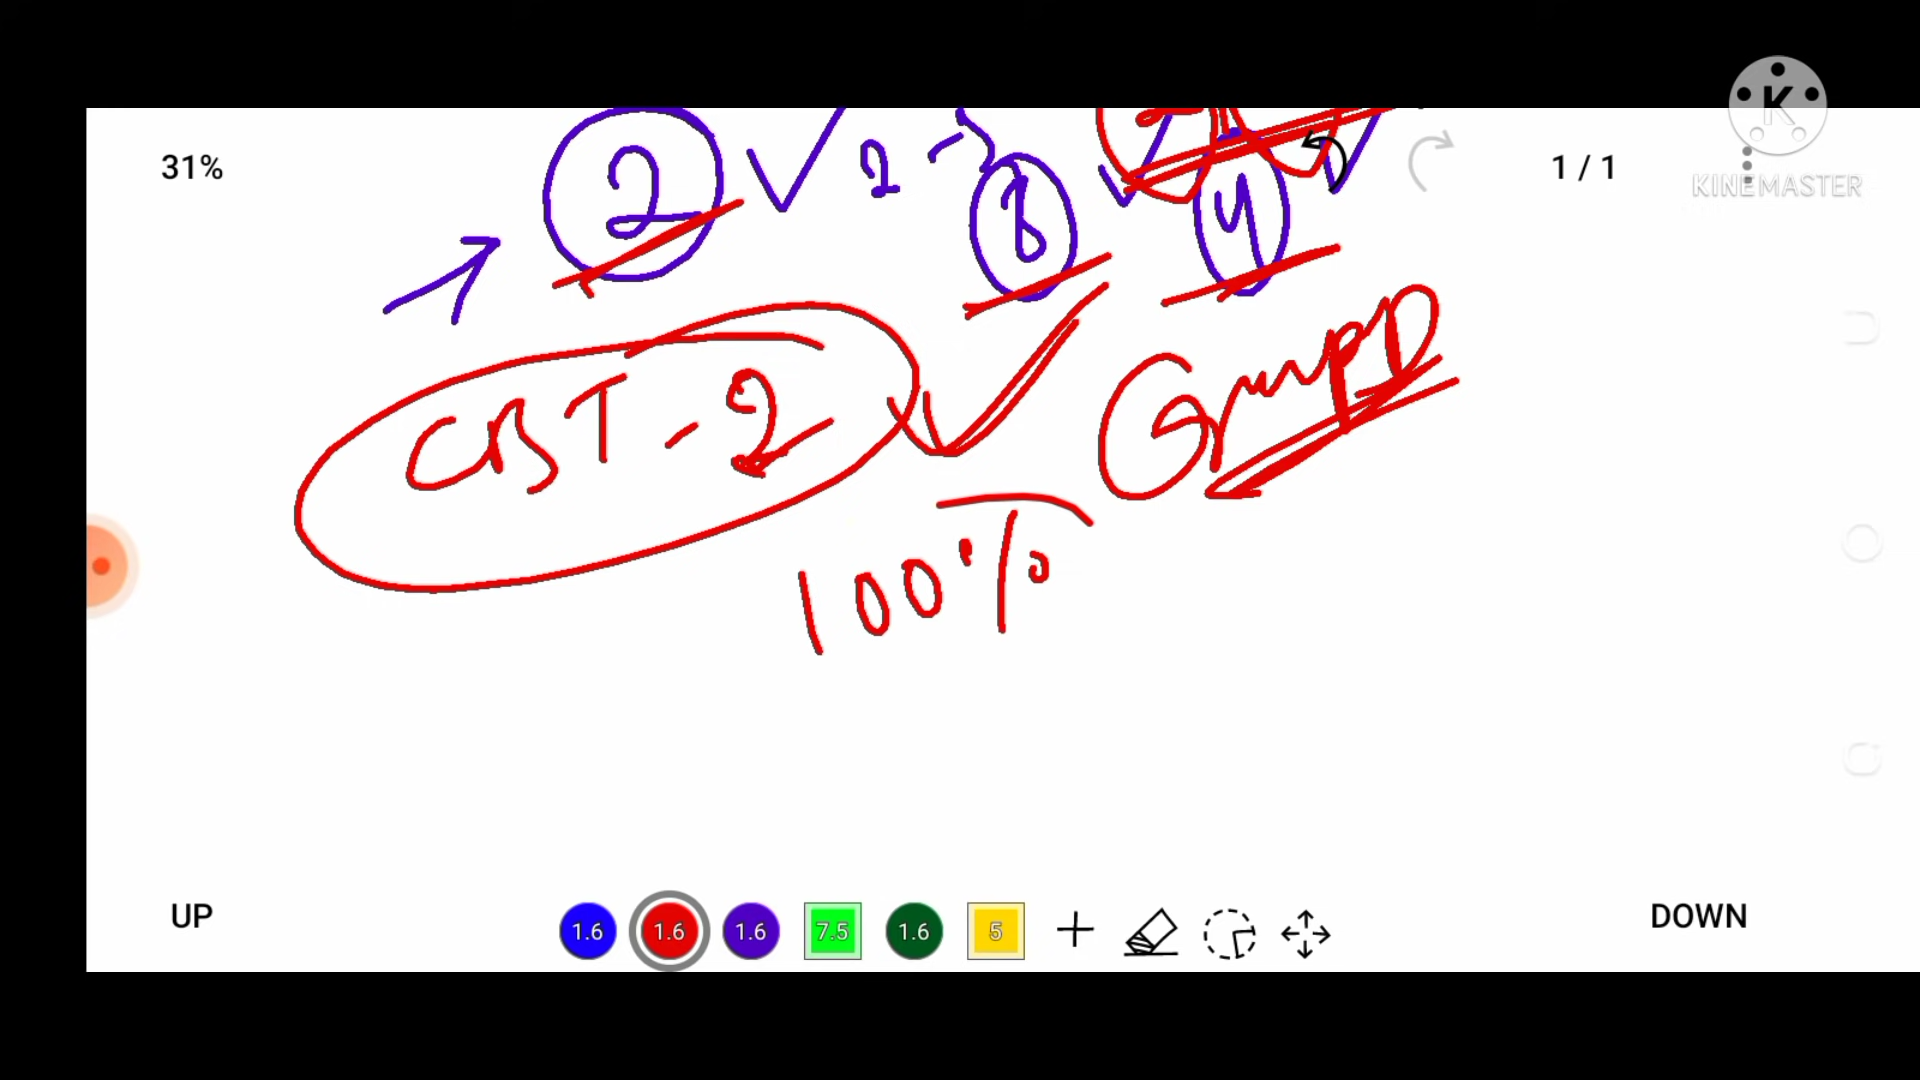 31%
1 / 1
KINEMASTER
2 2 8 4
CBT-2 Group D
100%
UP
1.6 1.6 1.6 7.5 1.6 5
DOWN